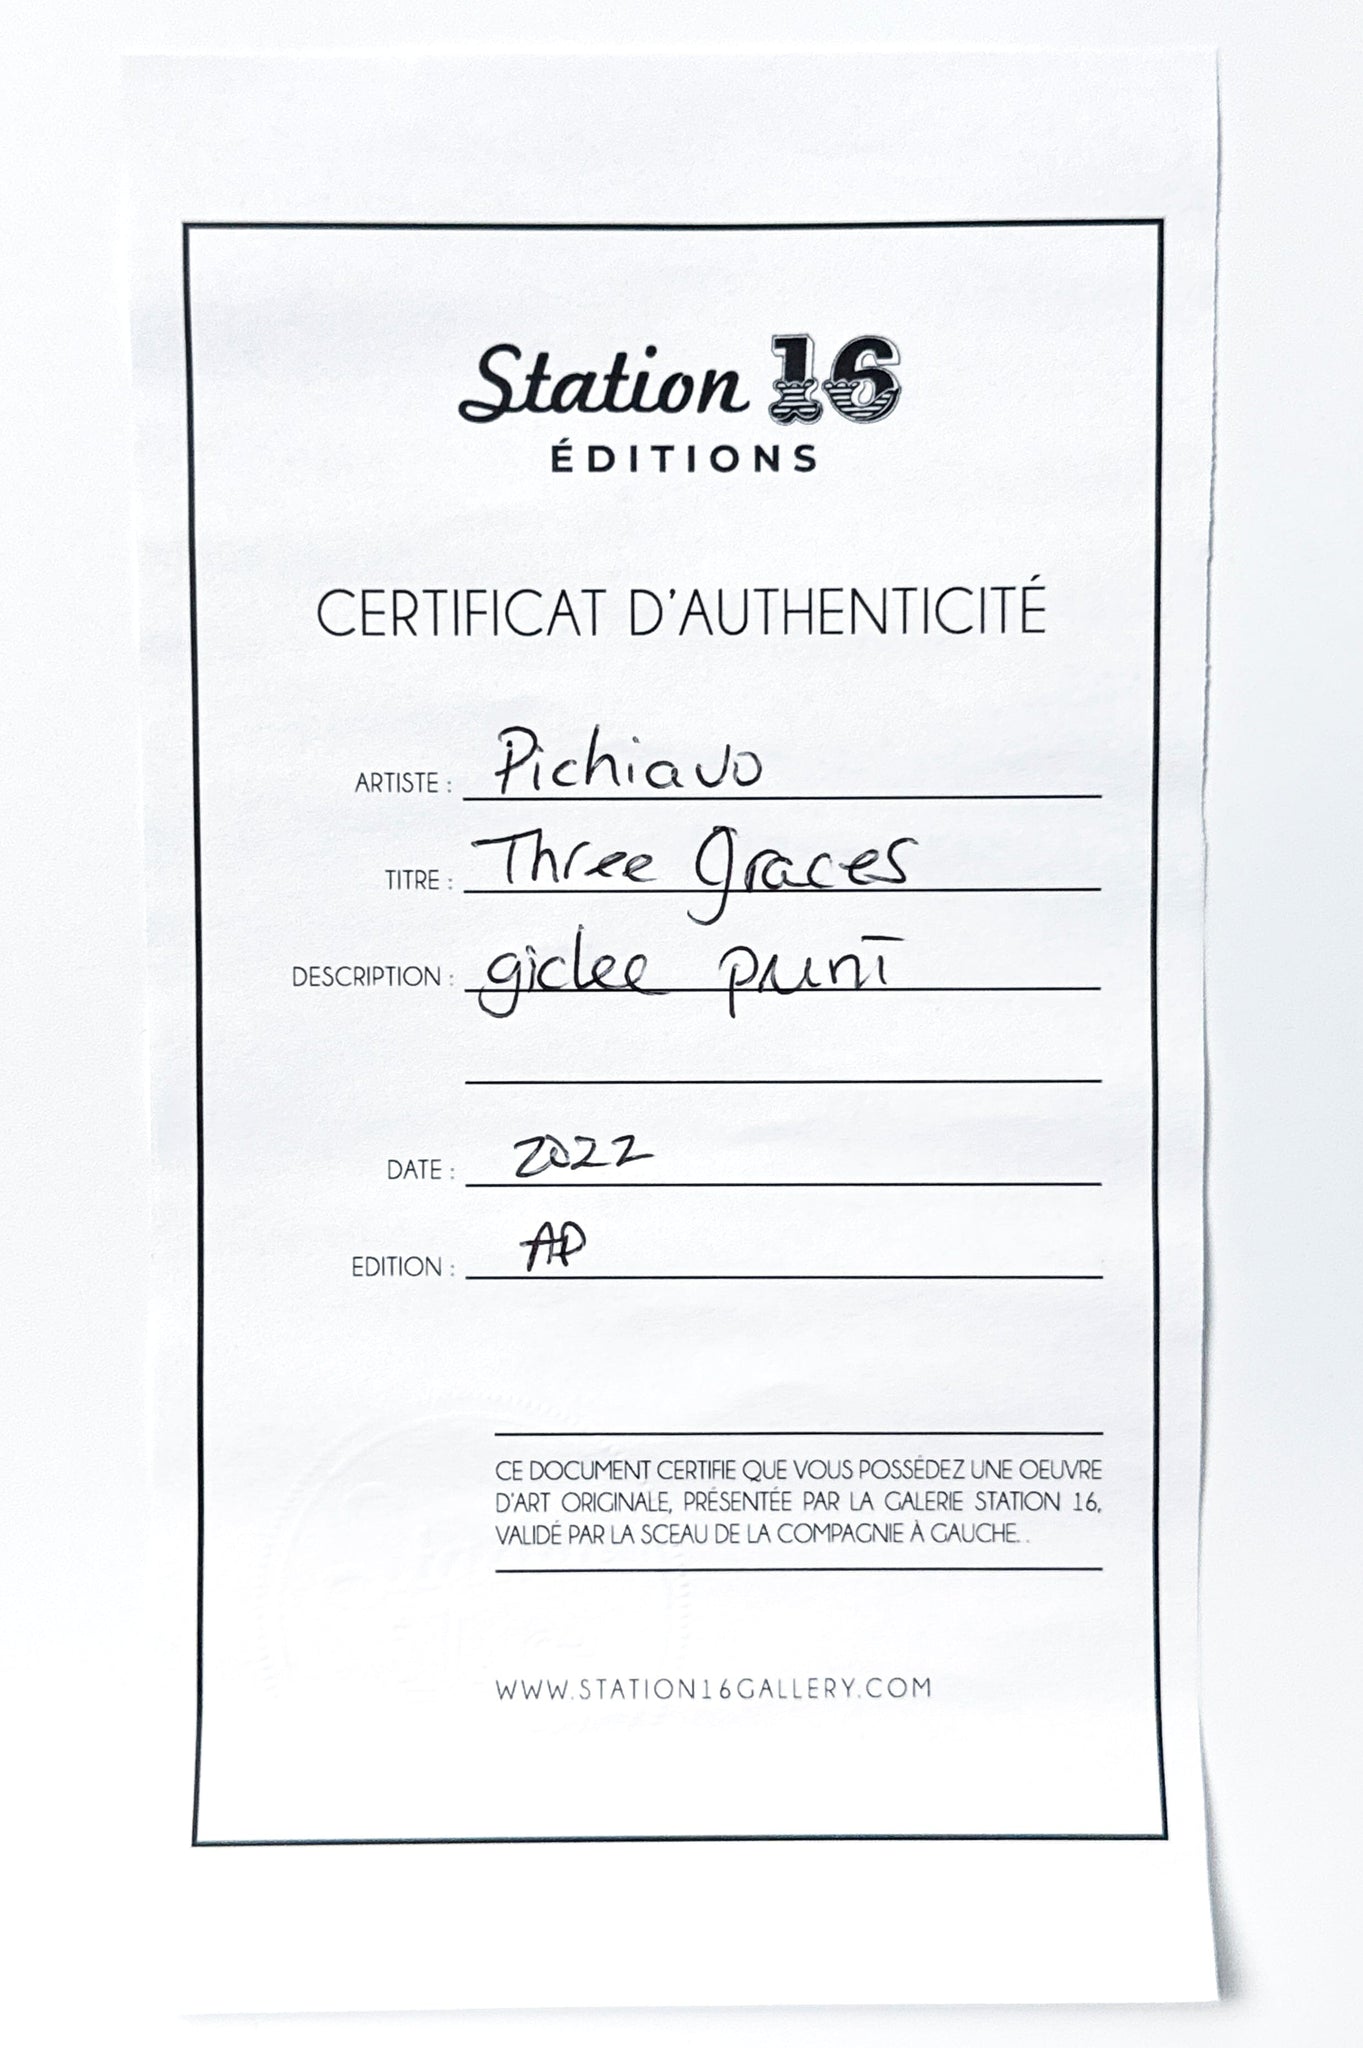 Station 16
ÉDITIONS
CERTIFICAT D'AUTHENTICITÉ
ARTISTE : Pichiavo
TITRE : Three Graces
DESCRIPTION : giclee print
DATE : 2022
EDITION : AP
CE DOCUMENT CERTIFIE QUE VOUS POSSÉDEZ UNE OEUVRE
D'ART ORIGINALE, PRÉSENTÉE PAR LA GALERIE STATION 16,
VALIDÉ PAR LA SCEAU DE LA COMPAGNIE À GAUCHE. .
WWW.STATION16GALLERY.COM